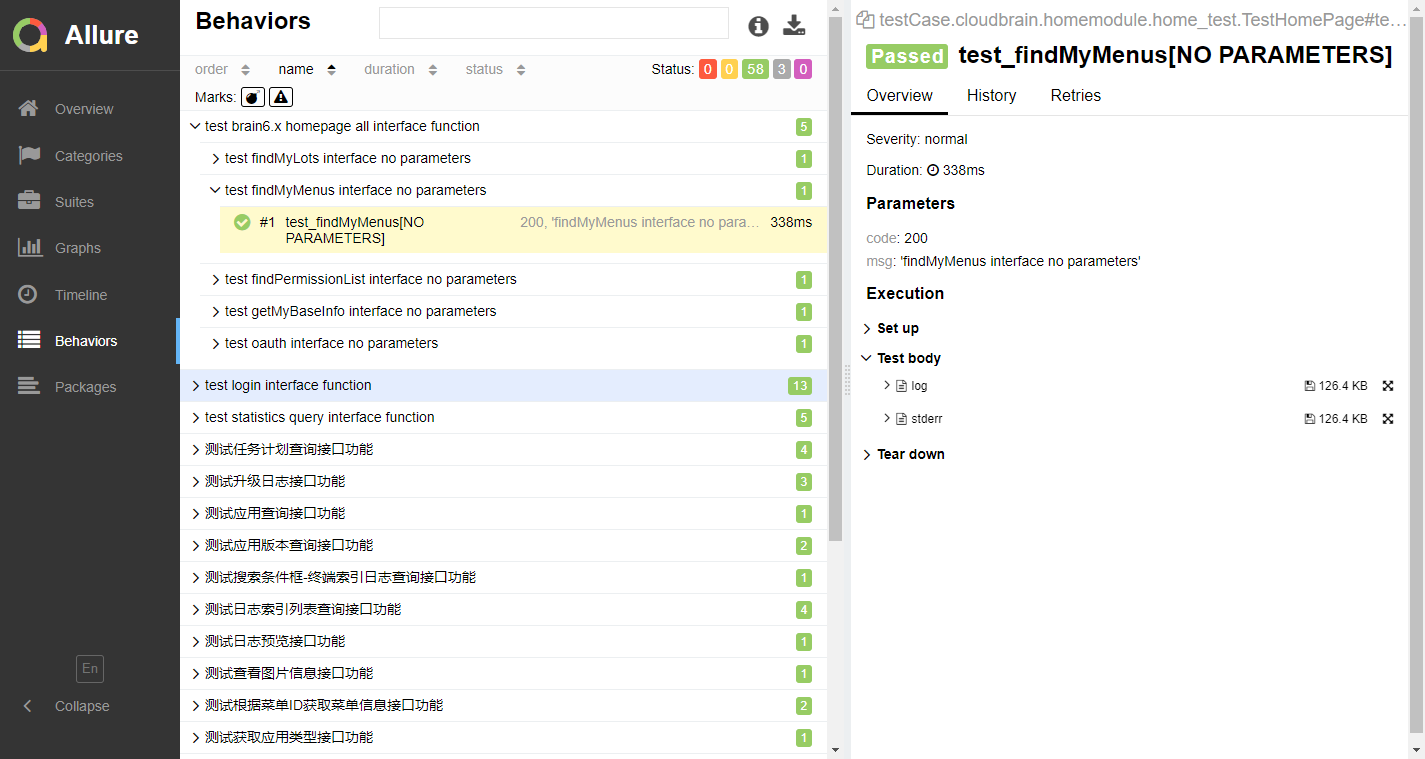 Allure
Overview
Categories
Suites
Graphs
Timeline
Behaviors
Packages
En
Collapse
Behaviors
order name duration status Status: 0 0 58 3 0
Marks:
test brain6.x homepage all interface function 5
test findMyLots interface no parameters 1
test findMyMenus interface no parameters 1
#1 test_findMyMenus[NO 200, 'findMyMenus interface no para... 338ms
PARAMETERS]
test findPermissionList interface no parameters 1
test getMyBaseInfo interface no parameters 1
test oauth interface no parameters 1
test login interface function 13
test statistics query interface function 5
测试任务计划查询接口功能 4
测试升级日志接口功能 3
测试应用查询接口功能 1
测试应用版本查询接口功能 2
测试搜索条件框-终端索引日志查询接口功能 1
测试日志索引列表查询接口功能 4
测试日志预览接口功能 1
测试查看图片信息接口功能 1
测试根据菜单ID获取菜单信息接口功能 2
测试获取应用类型接口功能 1
testCase.cloudbrain.homemodule.home_test.TestHomePage#te...
Passed test_findMyMenus[NO PARAMETERS]
Overview History Retries
Severity: normal
Duration: 338ms
Parameters
code: 200
msg: 'findMyMenus interface no parameters'
Execution
Set up
Test body
log 126.4 KB
stderr 126.4 KB
Tear down